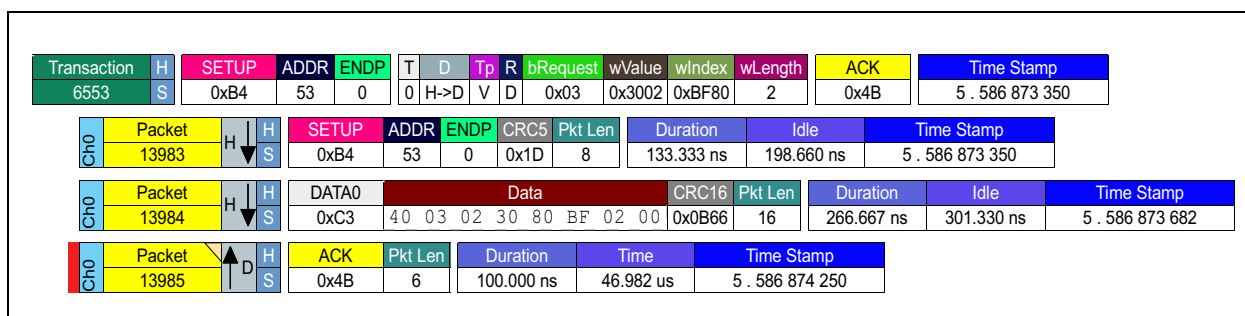 Transaction H SETUP ADDR ENDP T D Tp R bRequest wValue wIndex wLength ACK Time Stamp
6553 S 0xB4 53 0 0 H->D V D 0x03 0x3002 0xBF80 2 0x4B 5 . 586 873 350
Ch0 Packet H H SETUP ADDR ENDP CRC5 Pkt Len Duration Idle Time Stamp
13983 S 0xB4 53 0 0x1D 8 133.333 ns 198.660 ns 5 . 586 873 350
Ch0 Packet H H DATA0 Data CRC16 Pkt Len Duration Idle Time Stamp
13984 S 0xC3 40 03 02 30 80 BF 02 00 0x0B66 16 266.667 ns 301.330 ns 5 . 586 873 682
Ch0 Packet D H ACK Pkt Len Duration Time Time Stamp
13985 S 0x4B 6 100.000 ns 46.982 us 5 . 586 874 250